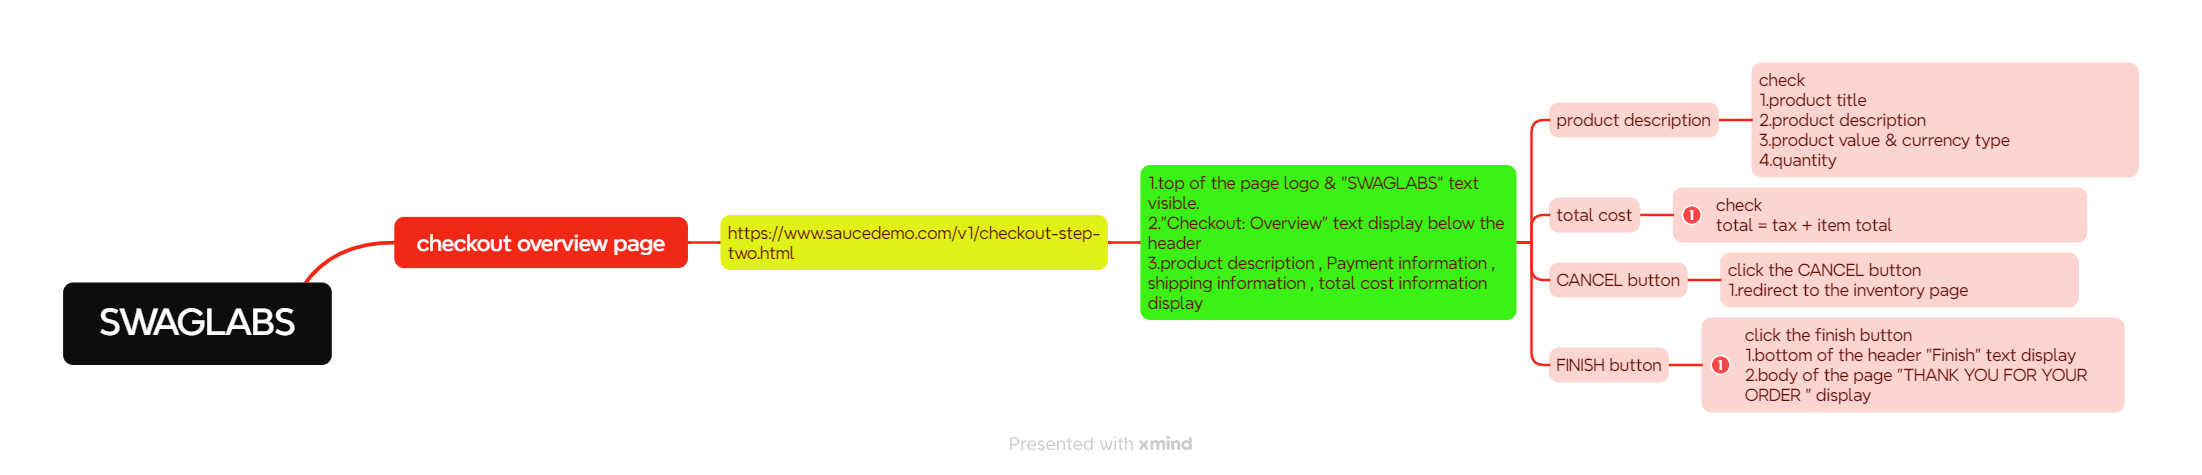 SWAGLABS
checkout overview page
https://www.saucedemo.com/v1/checkout-step-
two.html
1.top of the page logo & "SWAGLABS" text
visible.
2."Checkout: Overview" text display below the
header
3.product description , Payment information ,
shipping information , total cost information
display
product description
check
1.product title
2.product description
3.product value & currency type
4.quantity
total cost
1
check
total = tax + item total
CANCEL button
click the CANCEL button
1.redirect to the inventory page
FINISH button
1
click the finish button
1.bottom of the header "Finish" text display
2.body of the page "THANK YOU FOR YOUR
ORDER " display
Presented with xmind